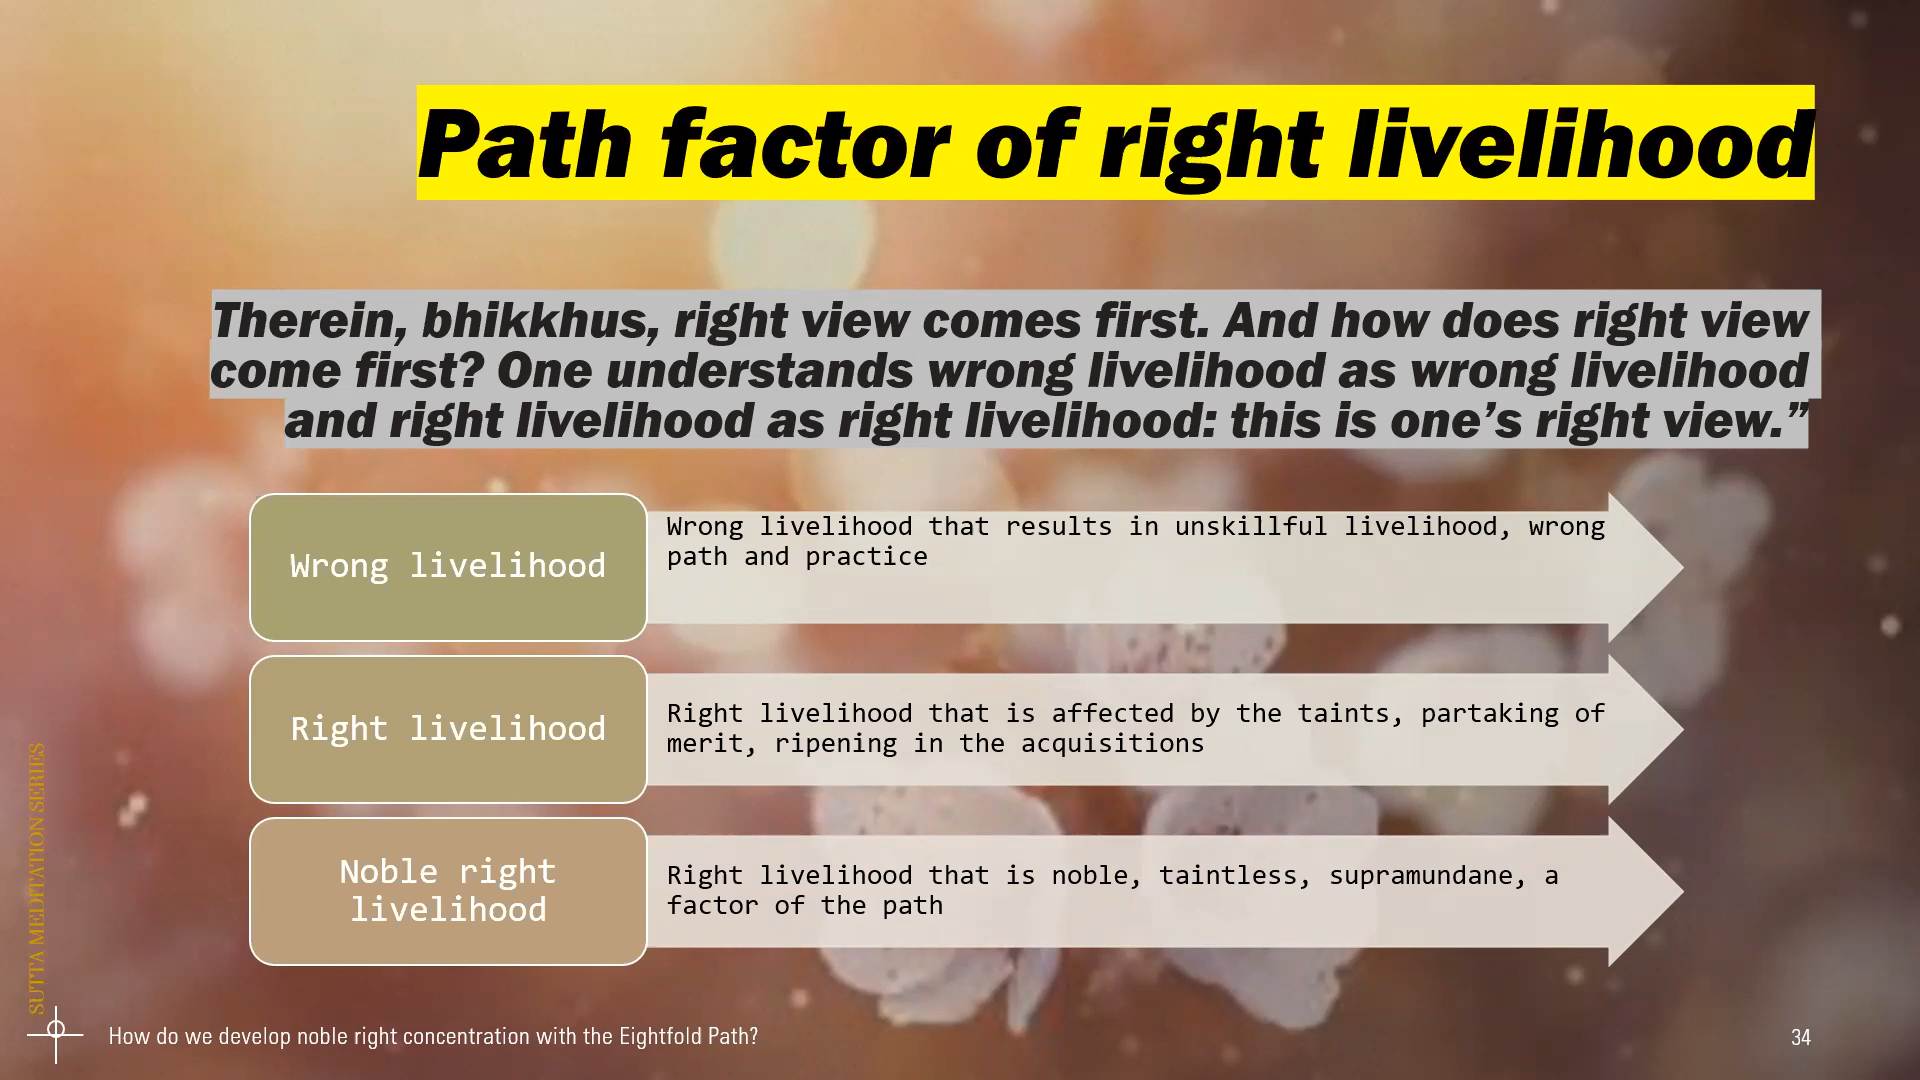 Path factor of right livelihood
Therein, bhikkhus, right view comes first. And how does right view
come first? One understands wrong livelihood as wrong livelihood
and right livelihood as right livelihood: this is one’s right view.”
Wrong livelihood
Wrong livelihood that results in unskillful livelihood, wrong
path and practice
Right livelihood
Right livelihood that is affected by the taints, partaking of
merit, ripening in the acquisitions
Noble right
livelihood
Right livelihood that is noble, taintless, supramundane, a
factor of the path
SUTTA MEDITATION SERIES
How do we develop noble right concentration with the Eightfold Path?
34